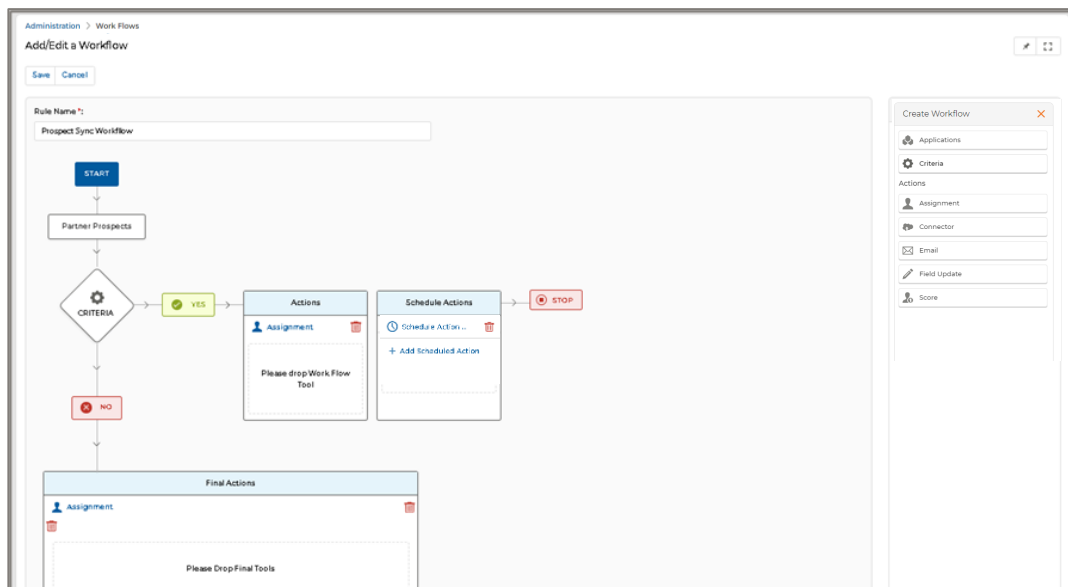 Administration > Work Flows
Add/Edit a Workflow
Save Cancel
Rule Name*:
Prospect Sync Workflow
START
Partner Prospects
CRITERIA
YES
Actions
Assignment
Please drop Work Flow
Tool
Schedule Actions
Schedule Action ..
+ Add Scheduled Action
STOP
NO
Final Actions
Assignment
Please Drop Final Tools
Create Workflow
Applications
Criteria
Actions
Assignment
Connector
Email
Field Update
Score